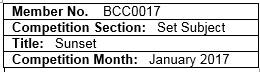 Member No. BCC0017
Competition Section: Set Subject
Title: Sunset
Competition Month: January 2017